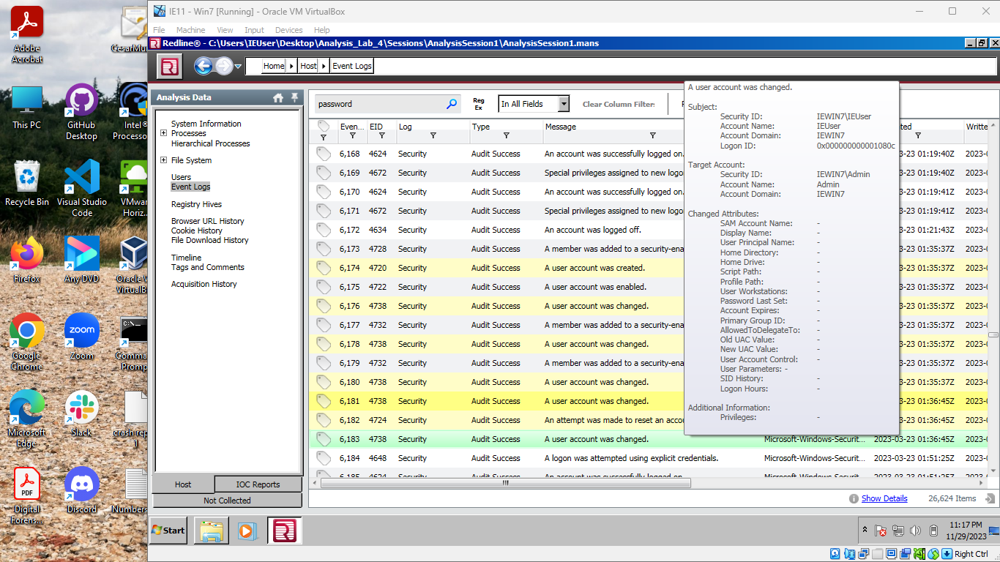 IE11 - Win7 [Running] - Oracle VM VirtualBox
File Machine View Input Devices Help
Redline® - C:\Users\IEUser\Desktop\Analysis_Lab_4\Sessions\AnalysisSession1\AnalysisSession1.mans
Home Host Event Logs
Adobe Acrobat
CesarMu...
This PC
GitHub Desktop
Intel® Processo...
Recycle Bin
Visual Studio Code
VMwar... Horiz...
Firefox
Any DVD
Oracle V... VirtualB...
Google Chrome
zoom
Zoom
Comma... Promp...
Microsoft Edge
Slack
crash rep... 1
PDF
Digital Forens...
Discord
Numbers
Analysis Data
System Information
Processes
Hierarchical Processes
File System
Users
Event Logs
Registry Hives
Browser URL History
Cookie History
File Download History
Timeline
Tags and Comments
Acquisition History
Host
IOC Reports
Not Collected
password
Reg Ex
In All Fields
Clear Column Filter
Even... EID Log Type Message Written
6,168 4624 Security Audit Success An account was successfully logged on. -03-23 01:19:40Z 2023-0
6,169 4672 Security Audit Success Special privileges assigned to new logo -03-23 01:19:40Z 2023-0
6,170 4624 Security Audit Success An account was successfully logged on. -03-23 01:19:41Z 2023-0
6,171 4672 Security Audit Success Special privileges assigned to new logo -03-23 01:19:41Z 2023-0
6,172 4634 Security Audit Success An account was logged off. -03-23 01:21:43Z 2023-0
6,173 4728 Security Audit Success A member was added to a security-ena -03-23 01:35:37Z 2023-0
6,174 4720 Security Audit Success A user account was created. -03-23 01:35:37Z 2023-0
6,175 4722 Security Audit Success A user account was enabled. -03-23 01:35:37Z 2023-0
6,176 4738 Security Audit Success A user account was changed. -03-23 01:35:37Z 2023-0
6,177 4732 Security Audit Success A member was added to a security-ena -03-23 01:35:37Z 2023-0
6,178 4738 Security Audit Success A user account was changed. -03-23 01:35:37Z 2023-0
6,179 4732 Security Audit Success A member was added to a security-ena -03-23 01:35:37Z 2023-0
6,180 4738 Security Audit Success A user account was changed. -03-23 01:35:37Z 2023-0
6,181 4738 Security Audit Success A user account was changed. -03-23 01:36:45Z 2023-0
6,182 4724 Security Audit Success An attempt was made to reset an acco -03-23 01:36:45Z 2023-0
6,183 4738 Security Audit Success A user account was changed. Microsoft-Windows-Securit... 2023-03-23 01:36:45Z 2023-0
6,184 4648 Security Audit Success A logon was attempted using explicit credentials. Microsoft-Windows-Securit... 2023-03-23 01:51:25Z 2023-0
A user account was changed.
Subject:
Security ID: IEWIN7\IEUser
Account Name: IEUser
Account Domain: IEWIN7
Logon ID: 0x000000000001080c
Target Account:
Security ID: IEWIN7\Admin
Account Name: Admin
Account Domain: IEWIN7
Changed Attributes:
SAM Account Name: -
Display Name: -
User Principal Name: -
Home Directory: -
Home Drive: -
Script Path: -
Profile Path: -
User Workstations: -
Password Last Set: -
Account Expires: -
Primary Group ID: -
AllowedToDelegateTo: -
Old UAC Value: -
New UAC Value: -
User Account Control: -
User Parameters: -
SID History: -
Logon Hours: -
Additional Information:
Privileges: -
Show Details
26,624 Items
Start
11:17 PM
11/29/2023
Right Ctrl